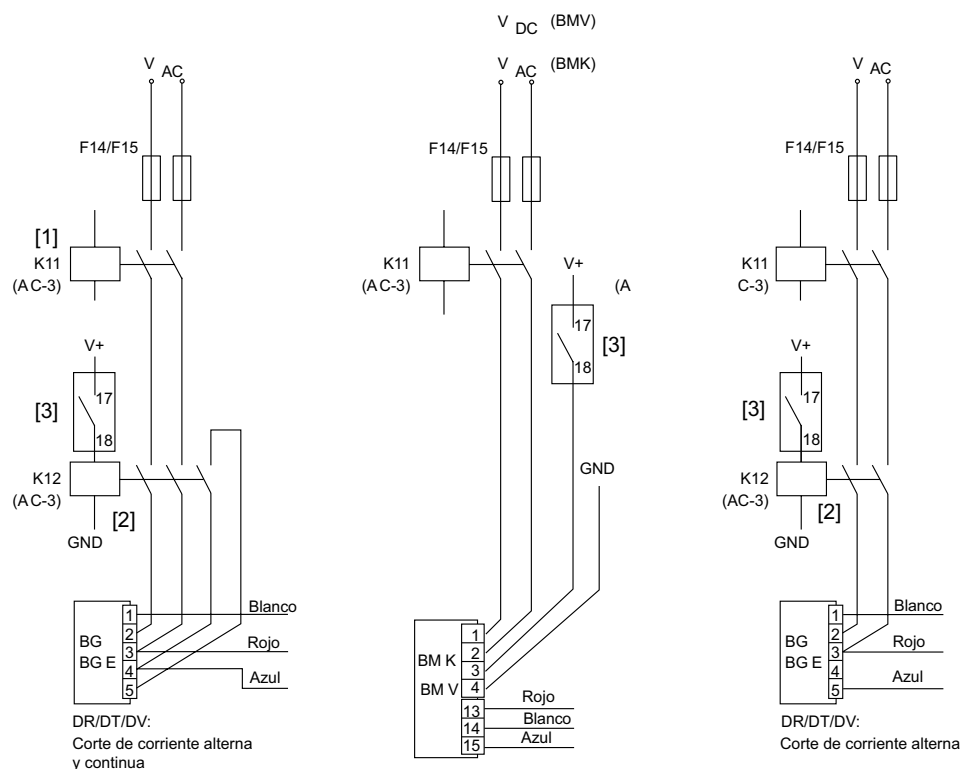 V DC (BMV)
V AC (BMK)
V AC
F14/F15
[1]
K11
(AC-3)
V+
17
[3]
18
K12
(AC-3)
[2]
GND
BG
BG E
1
2
3
4
5
Blanco
Rojo
Azul
DR/DT/DV:
Corte de corriente alterna
y continua
F14/F15
K11
(AC-3)
V+
(A
17
[3]
18
GND
BM K
BM V
1
2
3
4
13
14
15
Rojo
Blanco
Azul
V AC
F14/F15
K11
C-3)
V+
17
[3]
18
K12
(AC-3)
[2]
GND
BG
BG E
1
2
3
4
5
Blanco
Rojo
Azul
DR/DT/DV:
Corte de corriente alterna